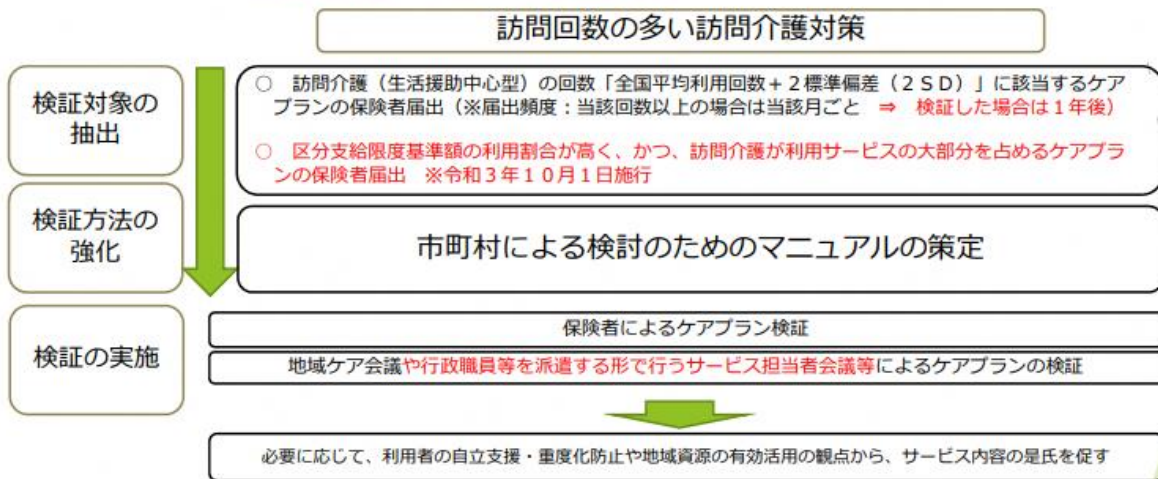 訪問回数の多い訪問介護対策
検証対象の
抽出
○　訪問介護（生活援助中心型）の回数「全国平均利用回数＋２標準偏差（２ＳＤ）」に該当するケア
プランの保険者届出（※届出頻度：当該回数以上の場合は当該月ごと　⇒　検証した場合は１年後）
○　区分支給限度基準額の利用割合が高く、かつ、訪問介護が利用サービスの大部分を占めるケアプラ
ンの保険者届出　※令和３年１０月１日施行
検証方法の
強化
市町村による検討のためのマニュアルの策定
検証の実施
保険者によるケアプラン検証
地域ケア会議や行政職員等を派遣する形で行うサービス担当者会議等によるケアプランの検証
必要に応じて、利用者の自立支援・重度化防止や地域資源の有効活用の観点から、サービス内容の是氏を促す